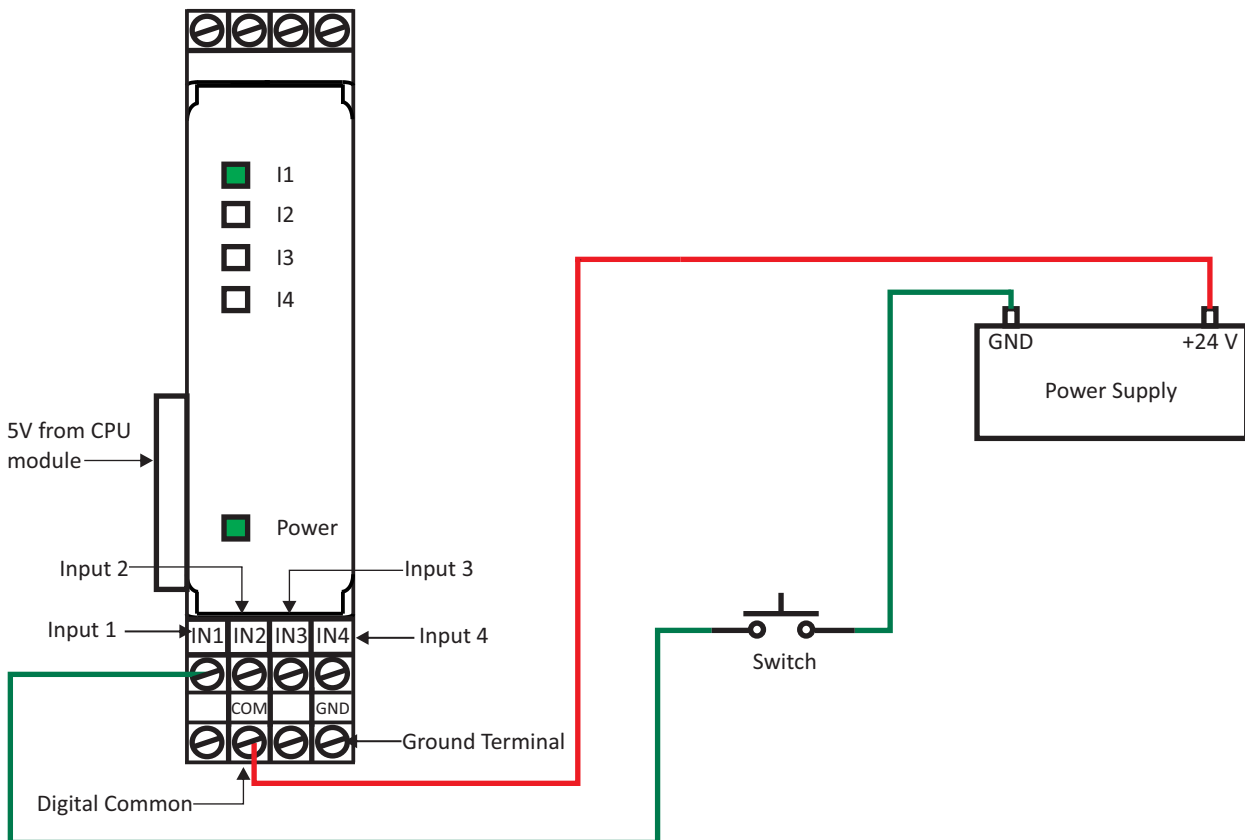 I1
I2
I3
I4
GND
+24 V
Power Supply
5V from CPU
module
Power
Input 2
Input 3
Input 1
IN1
IN2
IN3
IN4
Input 4
Switch
COM
GND
Ground Terminal
Digital Common